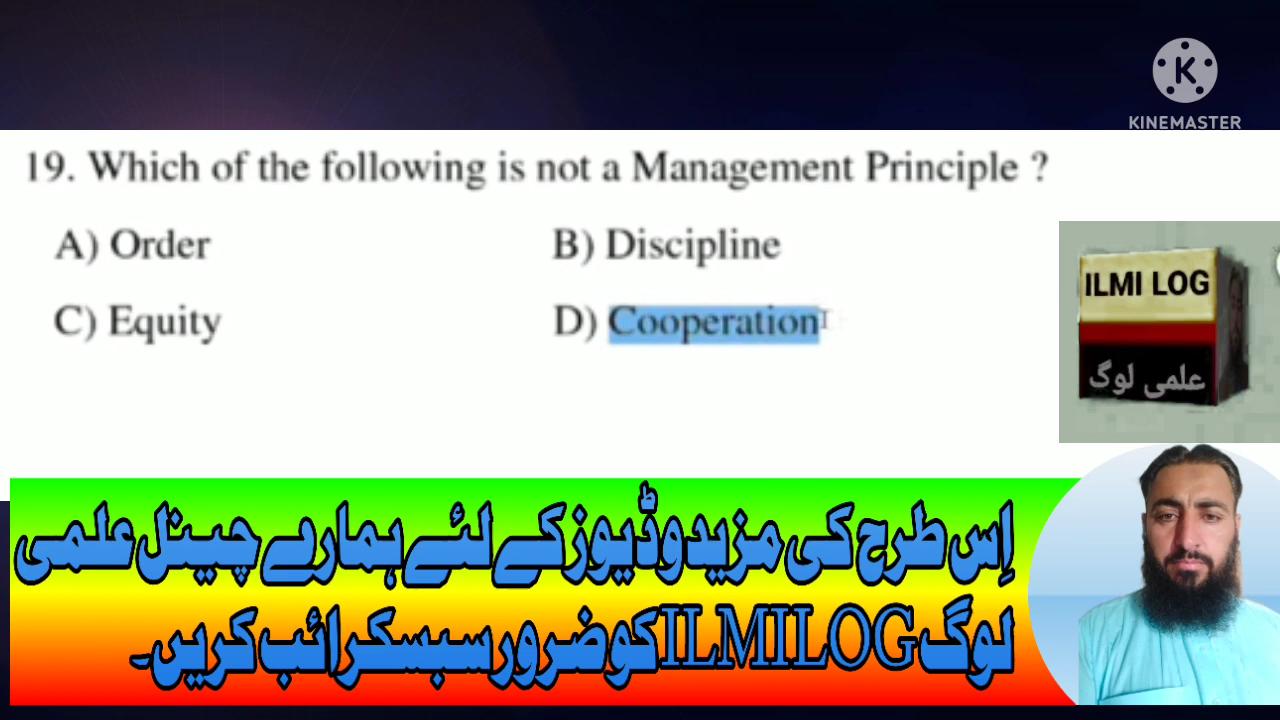 KINEMASTER
19. Which of the following is not a Management Principle ?
A) Order
B) Discipline
C) Equity
D) Cooperation
ILMI LOG
علمی لوگ
اِس طرح کی مزید وڈیوز کے لئے ہمارے چینل علمی
لوگ ILMILOG کو ضرور سبسکرائب کریں۔